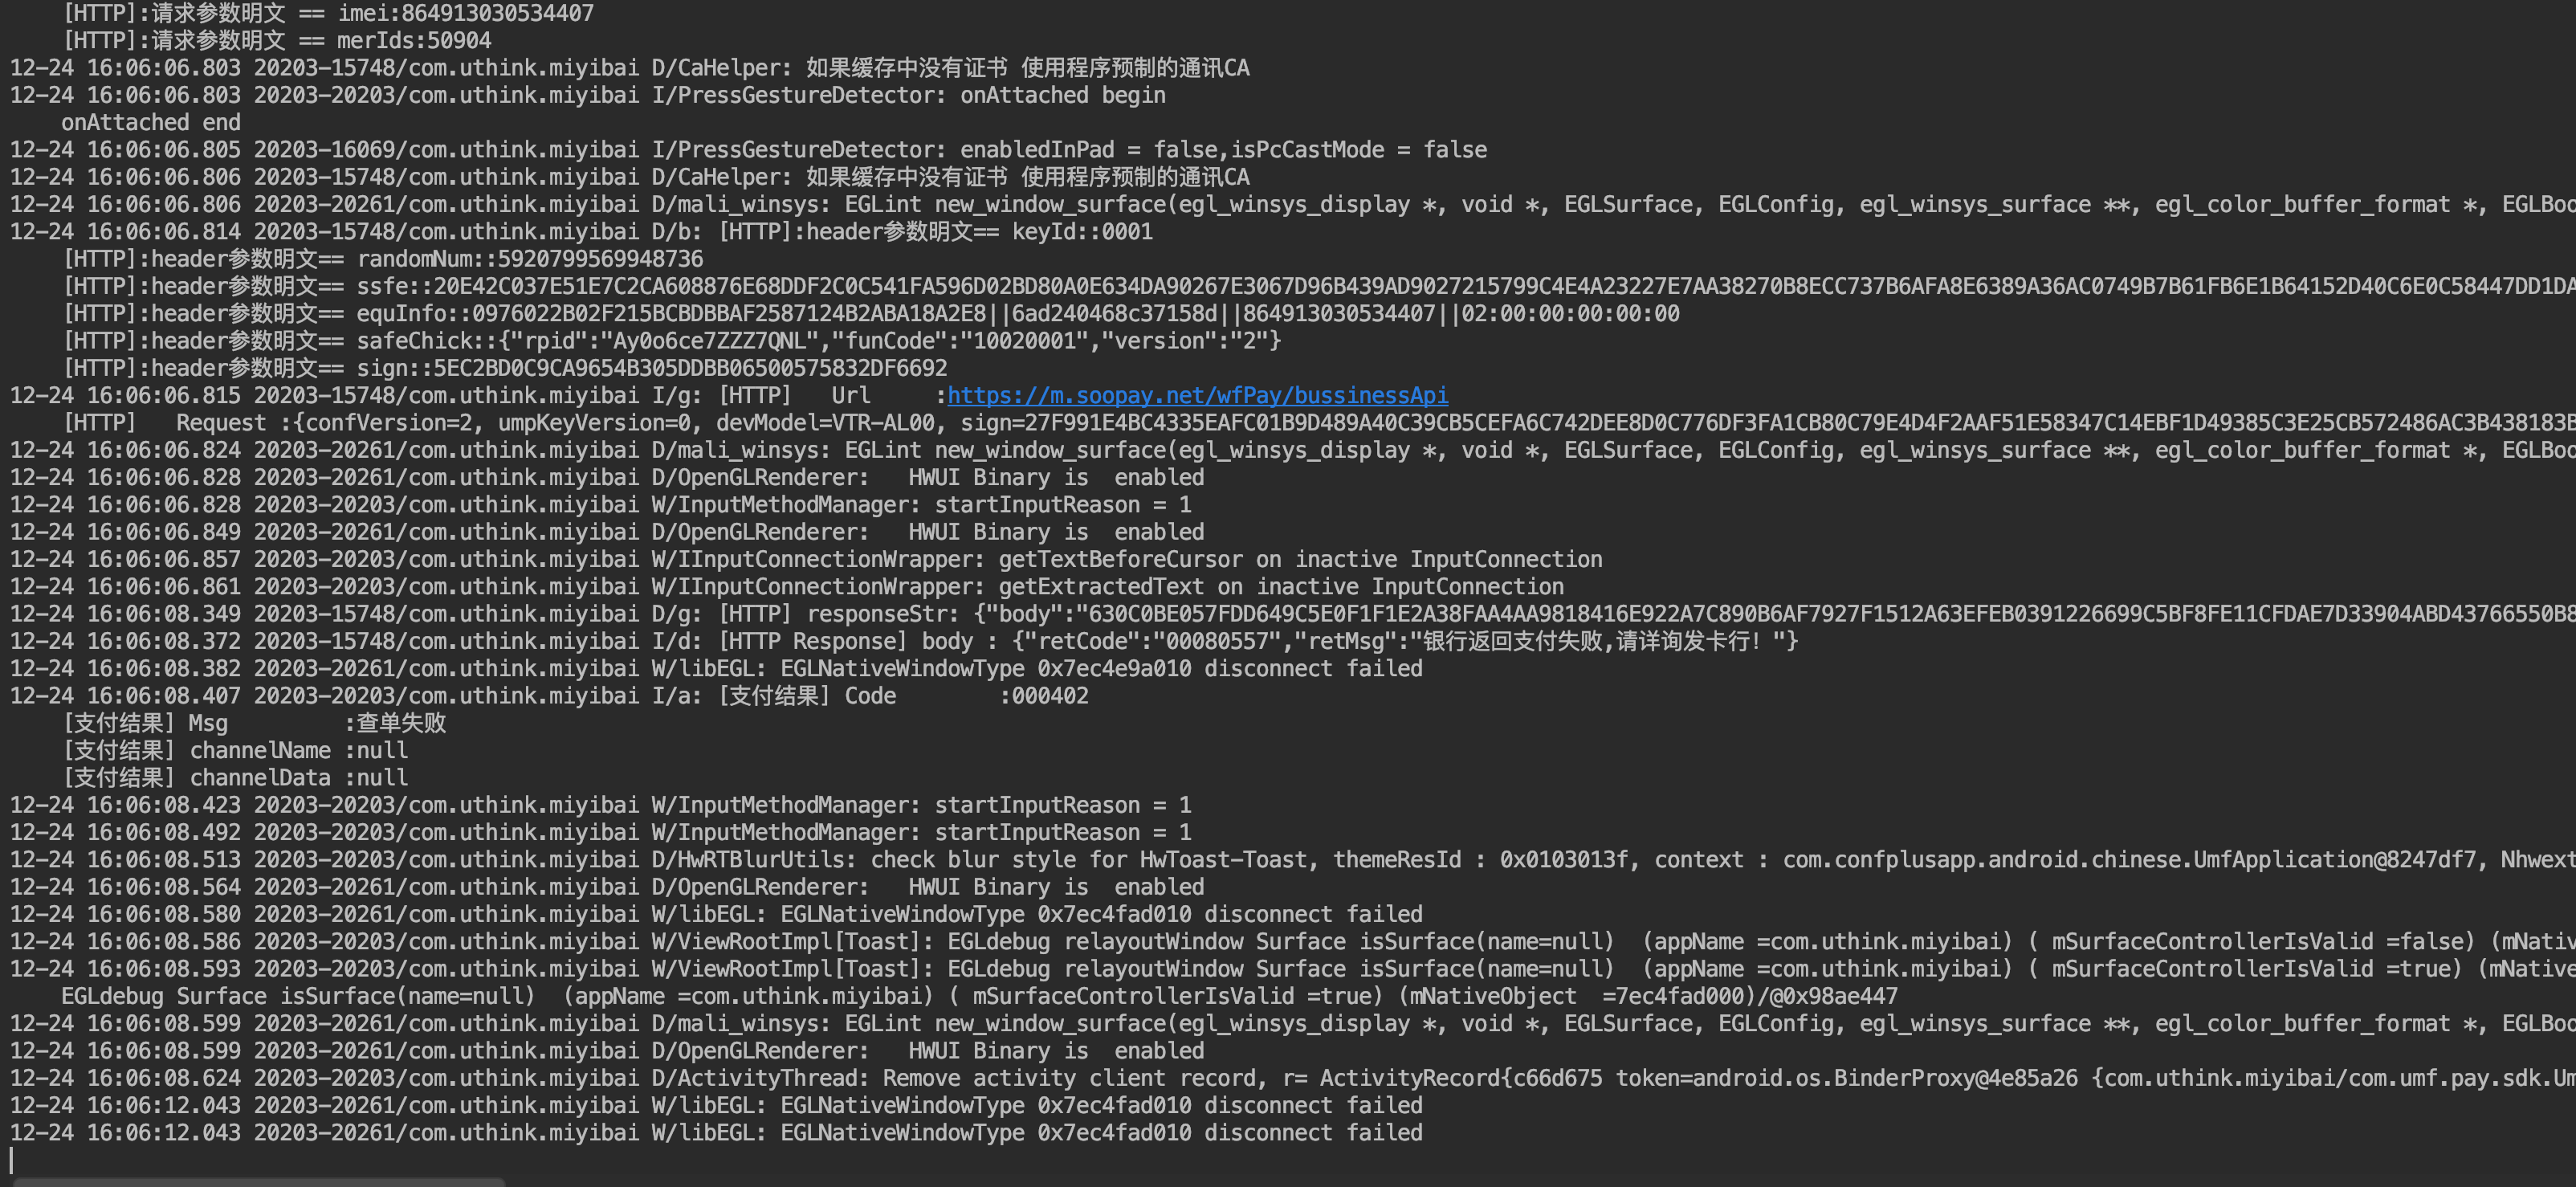 [HTTP]:请求参数明文 == imei:864913030534407
[HTTP]:请求参数明文 == merIds:50904
12-24 16:06:06.803 20203-15748/com.uthink.miyibai D/CaHelper: 如果缓存中没有证书 使用程序预制的通讯CA
12-24 16:06:06.803 20203-20203/com.uthink.miyibai I/PressGestureDetector: onAttached begin
onAttached end
12-24 16:06:06.805 20203-16069/com.uthink.miyibai I/PressGestureDetector: enabledInPad = false,isPcCastMode = false
12-24 16:06:06.806 20203-15748/com.uthink.miyibai D/CaHelper: 如果缓存中没有证书 使用程序预制的通讯CA
12-24 16:06:06.806 20203-20261/com.uthink.miyibai D/mali_winsys: EGLint new_window_surface(egl_winsys_display *, void *, EGLSurface, EGLConfig, egl_winsys_surface **, egl_color_buffer_format *, EGLBoo
12-24 16:06:06.814 20203-15748/com.uthink.miyibai D/b: [HTTP]:header参数明文== keyId::0001
[HTTP]:header参数明文== randomNum::5920799569948736
[HTTP]:header参数明文== ssfe::20E42C037E51E7C2CA608876E68DDF2C0C541FA596D02BD80A0E634DA90267E3067D96B439AD9027215799C4E4A23227E7AA38270B8ECC737B6AFA8E6389A36AC0749B7B61FB6E1B64152D40C6E0C58447DD1DA
[HTTP]:header参数明文== equInfo::0976022B02F215BCBDBBAF2587124B2ABA18A2E8||6ad240468c37158d||864913030534407||02:00:00:00:00:00
[HTTP]:header参数明文== safeChick::{"rpid":"Ay0o6ce7ZZZ7QNL","funCode":"10020001","version":"2"}
[HTTP]:header参数明文== sign::5EC2BD0C9CA9654B305DDBB06500575832DF6692
12-24 16:06:06.815 20203-15748/com.uthink.miyibai I/g: [HTTP]   Url     :https://m.soopay.net/wfPay/bussinessApi
[HTTP]   Request :{confVersion=2, umpKeyVersion=0, devModel=VTR-AL00, sign=27F991E4BC4335EAFC01B9D489A40C39CB5CEFA6C742DEE8D0C776DF3FA1CB80C79E4D4F2AAF51E58347C14EBF1D49385C3E25CB572486AC3B438183B
12-24 16:06:06.824 20203-20261/com.uthink.miyibai D/mali_winsys: EGLint new_window_surface(egl_winsys_display *, void *, EGLSurface, EGLConfig, egl_winsys_surface **, egl_color_buffer_format *, EGLBoo
12-24 16:06:06.828 20203-20261/com.uthink.miyibai D/OpenGLRenderer:   HWUI Binary is  enabled
12-24 16:06:06.828 20203-20203/com.uthink.miyibai W/InputMethodManager: startInputReason = 1
12-24 16:06:06.849 20203-20261/com.uthink.miyibai D/OpenGLRenderer:   HWUI Binary is  enabled
12-24 16:06:06.857 20203-20203/com.uthink.miyibai W/IInputConnectionWrapper: getTextBeforeCursor on inactive InputConnection
12-24 16:06:06.861 20203-20203/com.uthink.miyibai W/IInputConnectionWrapper: getExtractedText on inactive InputConnection
12-24 16:06:08.349 20203-15748/com.uthink.miyibai D/g: [HTTP] responseStr: {"body":"630C0BE057FDD649C5E0F1F1E2A38FAA4AA9818416E922A7C890B6AF7927F1512A63EFEB0391226699C5BF8FE11CFDAE7D33904ABD43766550B8
12-24 16:06:08.372 20203-15748/com.uthink.miyibai I/d: [HTTP Response] body : {"retCode":"00080557","retMsg":"银行返回支付失败,请详询发卡行！"}
12-24 16:06:08.382 20203-20261/com.uthink.miyibai W/libEGL: EGLNativeWindowType 0x7ec4e9a010 disconnect failed
12-24 16:06:08.407 20203-20203/com.uthink.miyibai I/a: [支付结果] Code        :000402
[支付结果] Msg         :查单失败
[支付结果] channelName :null
[支付结果] channelData :null
12-24 16:06:08.423 20203-20203/com.uthink.miyibai W/InputMethodManager: startInputReason = 1
12-24 16:06:08.492 20203-20203/com.uthink.miyibai W/InputMethodManager: startInputReason = 1
12-24 16:06:08.513 20203-20203/com.uthink.miyibai D/HwRTBlurUtils: check blur style for HwToast-Toast, themeResId : 0x0103013f, context : com.confplusapp.android.chinese.UmfApplication@8247df7, Nhwext
12-24 16:06:08.564 20203-20261/com.uthink.miyibai D/OpenGLRenderer:   HWUI Binary is  enabled
12-24 16:06:08.580 20203-20261/com.uthink.miyibai W/libEGL: EGLNativeWindowType 0x7ec4fad010 disconnect failed
12-24 16:06:08.586 20203-20203/com.uthink.miyibai W/ViewRootImpl[Toast]: EGLdebug relayoutWindow Surface isSurface(name=null)  (appName =com.uthink.miyibai) ( mSurfaceControllerIsValid =false) (mNativ
12-24 16:06:08.593 20203-20203/com.uthink.miyibai W/ViewRootImpl[Toast]: EGLdebug relayoutWindow Surface isSurface(name=null)  (appName =com.uthink.miyibai) ( mSurfaceControllerIsValid =true) (mNative
EGLdebug Surface isSurface(name=null)  (appName =com.uthink.miyibai) ( mSurfaceControllerIsValid =true) (mNativeObject  =7ec4fad000)/@0x98ae447
12-24 16:06:08.599 20203-20261/com.uthink.miyibai D/mali_winsys: EGLint new_window_surface(egl_winsys_display *, void *, EGLSurface, EGLConfig, egl_winsys_surface **, egl_color_buffer_format *, EGLBoo
12-24 16:06:08.599 20203-20261/com.uthink.miyibai D/OpenGLRenderer:   HWUI Binary is  enabled
12-24 16:06:08.624 20203-20203/com.uthink.miyibai D/ActivityThread: Remove activity client record, r= ActivityRecord{c66d675 token=android.os.BinderProxy@4e85a26 {com.uthink.miyibai/com.umf.pay.sdk.Um
12-24 16:06:12.043 20203-20261/com.uthink.miyibai W/libEGL: EGLNativeWindowType 0x7ec4fad010 disconnect failed
12-24 16:06:12.043 20203-20261/com.uthink.miyibai W/libEGL: EGLNativeWindowType 0x7ec4fad010 disconnect failed